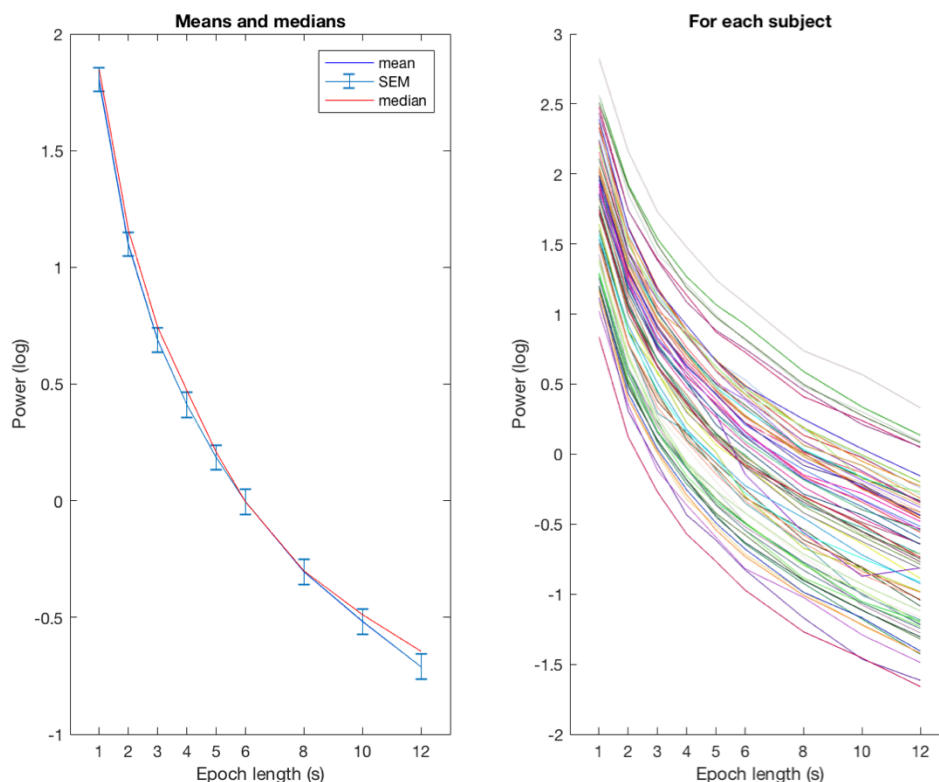 Means and medians
2
1.5
1
0.5
0
-0.5
-1
Power (log)
1 2 3 4 5 6 8 10 12
Epoch length (s)
mean
SEM
median
For each subject
3
2.5
2
1.5
1
0.5
0
-0.5
-1
-1.5
-2
Power (log)
1 2 3 4 5 6 8 10 12
Epoch length (s)